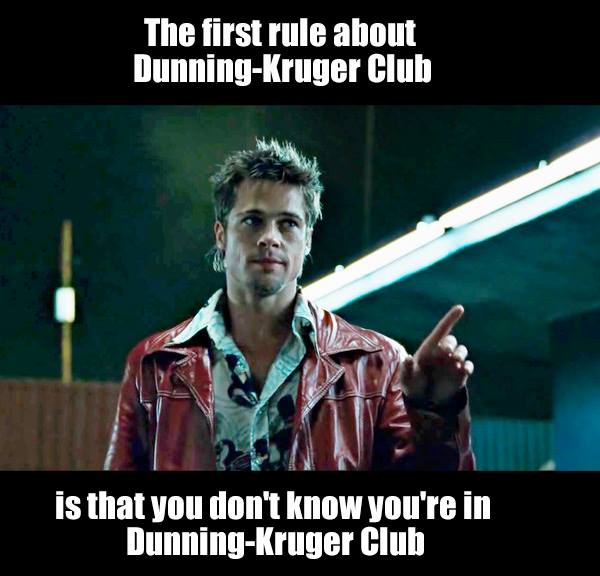 The first rule about
Dunning-Kruger Club
is that you don't know you're in
Dunning-Kruger Club